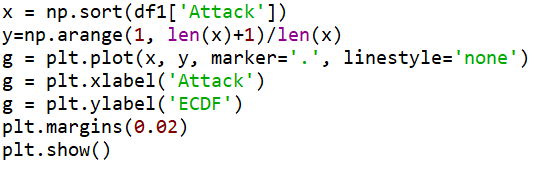 x = np.sort(df1['Attack'])
y=np.arange(1, len(x)+1)/len(x)
g = plt.plot(x, y, marker='.', linestyle='none')
g = plt.xlabel('Attack')
g = plt.ylabel('ECDF')
plt.margins(0.02)
plt.show()